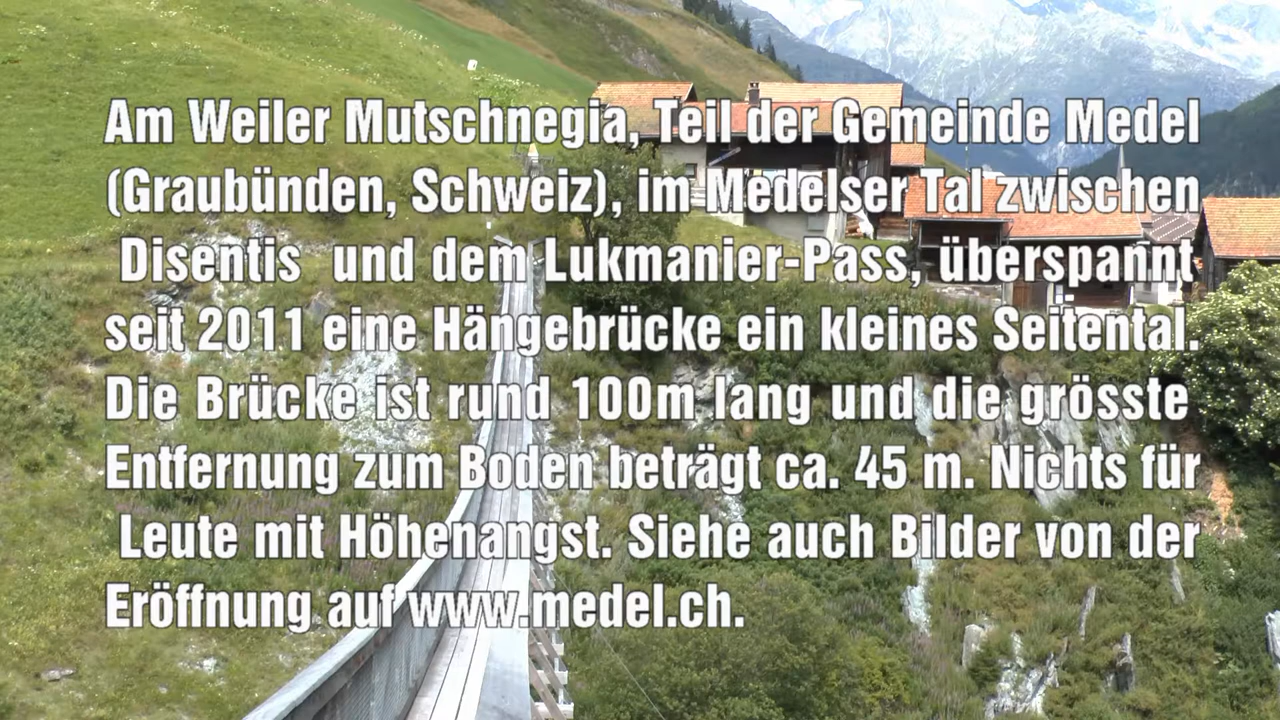 Am Weiler Mutschnegia, Teil der Gemeinde Medel
(Graubünden, Schweiz), im Medelser Tal zwischen
Disentis und dem Lukmanier-Pass, überspannt
seit 2011 eine Hängebrücke ein kleines Seitental.
Die Brücke ist rund 100m lang und die grösste
Entfernung zum Boden beträgt ca. 45 m. Nichts für
Leute mit Höhenangst. Siehe auch Bilder von der
Eröffnung auf www.medel.ch.